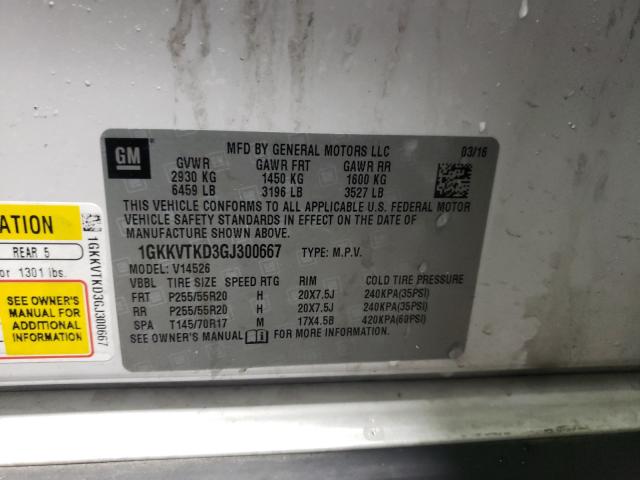 GM
MFD BY GENERAL MOTORS LLC 03/16
GVWR GAWR FRT GAWR RR
2930 KG 1450 KG 1600 KG
6459 LB 3196 LB 3527 LB
THIS VEHICLE CONFORMS TO ALL APPLICABLE U.S. FEDERAL MOTOR
VEHICLE SAFETY STANDARDS IN EFFECT ON THE DATE OF
MANUFACTURE SHOWN ABOVE.
1GKKVTKD3GJ300667 TYPE: M.P.V.
MODEL: V14526
VBBL TIRE SIZE SPEED RTG RIM COLD TIRE PRESSURE
FRT P255/55R20 H 20X7.5J 240KPA(35PSI)
RR P255/55R20 H 20X7.5J 240KPA(35PSI)
SPA T145/70R17 M 17X4.5B 420KPA(60PSI)
SEE OWNER'S MANUAL FOR MORE INFORMATION.
ATION
REAR 5
or 1301 lbs.
SEE OWNER'S
MANUAL FOR
ADDITIONAL
INFORMATION
1GKKVTKD3GJ300667